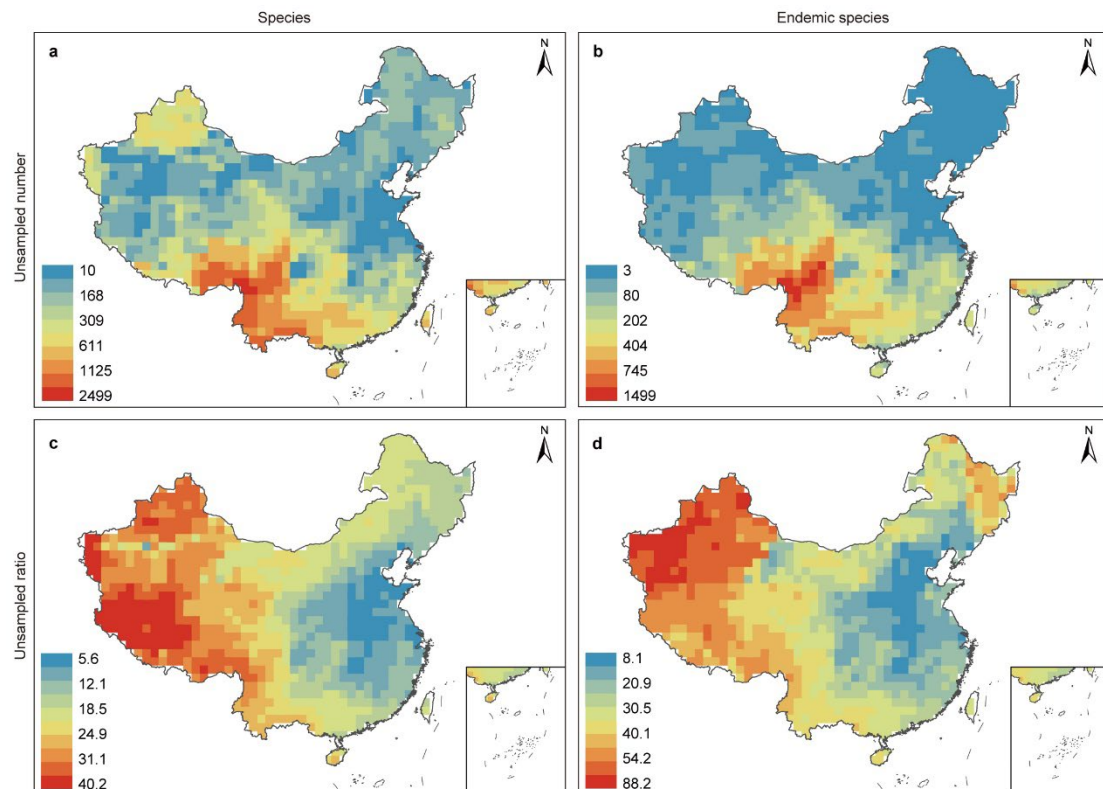 Species
Endemic species
Unsampled number
a
N
10
168
309
611
1125
2499
b
N
3
80
202
404
745
1499
Unsampled ratio
c
N
5.6
12.1
18.5
24.9
31.1
40.2
d
N
8.1
20.9
30.5
40.1
54.2
88.2